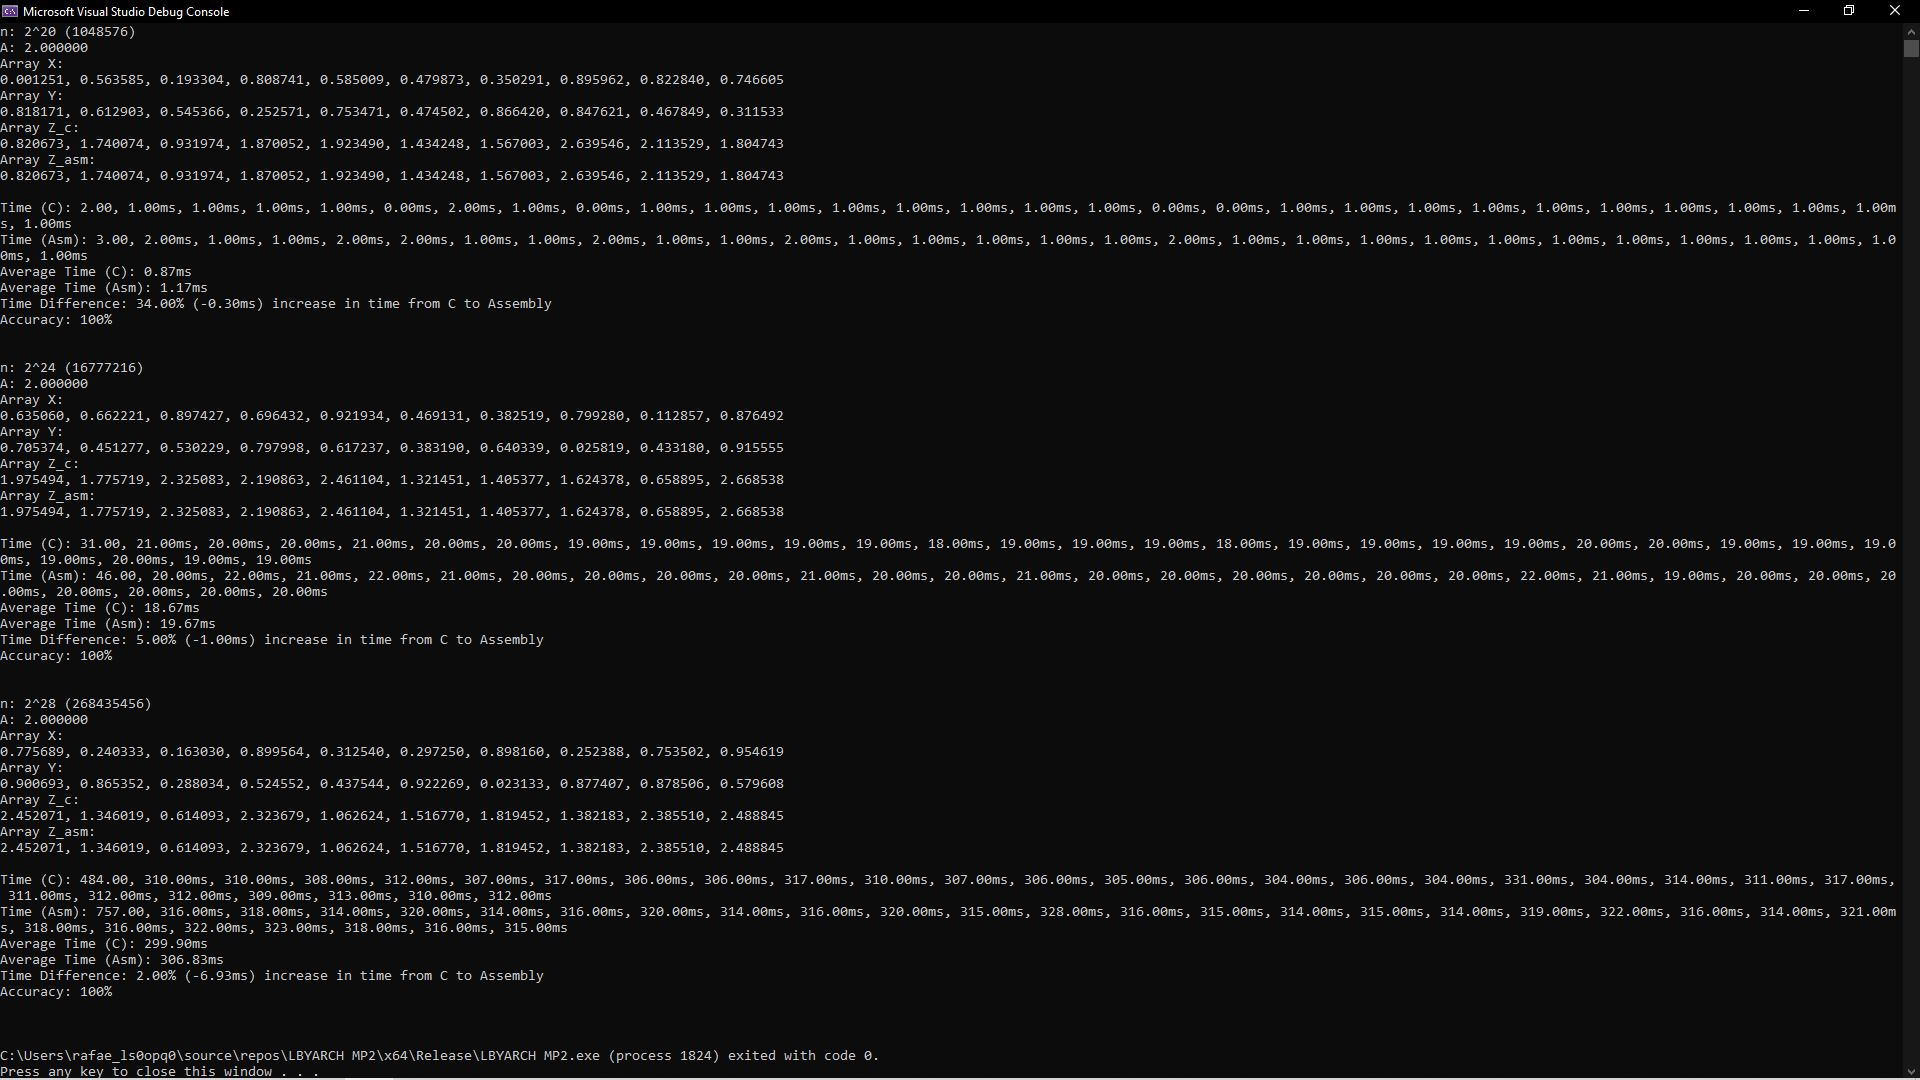 Microsoft Visual Studio Debug Console
n: 2^20 (1048576)
A: 2.000000
Array X:
0.001251, 0.563585, 0.193304, 0.808741, 0.585009, 0.479873, 0.350291, 0.895962, 0.822840, 0.746605
Array Y:
0.818171, 0.612903, 0.545366, 0.252571, 0.753471, 0.474502, 0.866420, 0.847621, 0.467849, 0.311533
Array Z_c:
0.820673, 1.740074, 0.931974, 1.870052, 1.923490, 1.434248, 1.567003, 2.639546, 2.113529, 1.804743
Array Z_asm:
0.820673, 1.740074, 0.931974, 1.870052, 1.923490, 1.434248, 1.567003, 2.639546, 2.113529, 1.804743
Time (C): 2.00, 1.00ms, 1.00ms, 1.00ms, 1.00ms, 0.00ms, 2.00ms, 1.00ms, 0.00ms, 1.00ms, 1.00ms, 1.00ms, 1.00ms, 1.00ms, 1.00ms, 1.00ms, 1.00ms, 0.00ms, 0.00ms, 1.00ms, 1.00ms, 1.00ms, 1.00ms, 1.00ms, 1.00ms, 1.00ms, 1.00ms, 1.00ms, 1.00m
s, 1.00ms
Time (Asm): 3.00, 2.00ms, 1.00ms, 1.00ms, 2.00ms, 2.00ms, 1.00ms, 1.00ms, 2.00ms, 1.00ms, 1.00ms, 2.00ms, 1.00ms, 1.00ms, 1.00ms, 1.00ms, 1.00ms, 2.00ms, 1.00ms, 1.00ms, 1.00ms, 1.00ms, 1.00ms, 1.00ms, 1.00ms, 1.00ms, 1.00ms, 1.00ms, 1.0
0ms, 1.00ms
Average Time (C): 0.87ms
Average Time (Asm): 1.17ms
Time Difference: 34.00% (-0.30ms) increase in time from C to Assembly
Accuracy: 100%
n: 2^24 (16777216)
A: 2.000000
Array X:
0.635060, 0.662221, 0.897427, 0.696432, 0.921934, 0.469131, 0.382519, 0.799280, 0.112857, 0.876492
Array Y:
0.705374, 0.451277, 0.530229, 0.797998, 0.617237, 0.383190, 0.640339, 0.025819, 0.433180, 0.915555
Array Z_c:
1.975494, 1.775719, 2.325083, 2.190863, 2.461104, 1.321451, 1.405377, 1.624378, 0.658895, 2.668538
Array Z_asm:
1.975494, 1.775719, 2.325083, 2.190863, 2.461104, 1.321451, 1.405377, 1.624378, 0.658895, 2.668538
Time (C): 31.00, 21.00ms, 20.00ms, 20.00ms, 21.00ms, 20.00ms, 20.00ms, 19.00ms, 19.00ms, 19.00ms, 19.00ms, 19.00ms, 18.00ms, 19.00ms, 19.00ms, 19.00ms, 18.00ms, 19.00ms, 19.00ms, 19.00ms, 19.00ms, 20.00ms, 20.00ms, 19.00ms, 19.00ms, 19.0
0ms, 19.00ms, 20.00ms, 19.00ms, 19.00ms
Time (Asm): 46.00, 20.00ms, 22.00ms, 21.00ms, 22.00ms, 21.00ms, 20.00ms, 20.00ms, 20.00ms, 20.00ms, 21.00ms, 20.00ms, 20.00ms, 21.00ms, 20.00ms, 20.00ms, 20.00ms, 20.00ms, 20.00ms, 20.00ms, 22.00ms, 21.00ms, 19.00ms, 20.00ms, 20.00ms, 20
.00ms, 20.00ms, 20.00ms, 20.00ms, 20.00ms
Average Time (C): 18.67ms
Average Time (Asm): 19.67ms
Time Difference: 5.00% (-1.00ms) increase in time from C to Assembly
Accuracy: 100%
n: 2^28 (268435456)
A: 2.000000
Array X:
0.775689, 0.240333, 0.163030, 0.899564, 0.312540, 0.297250, 0.898160, 0.252388, 0.753502, 0.954619
Array Y:
0.900693, 0.865352, 0.288034, 0.524552, 0.437544, 0.922269, 0.023133, 0.877407, 0.878506, 0.579608
Array Z_c:
2.452071, 1.346019, 0.614093, 2.323679, 1.062624, 1.516770, 1.819452, 1.382183, 2.385510, 2.488845
Array Z_asm:
2.452071, 1.346019, 0.614093, 2.323679, 1.062624, 1.516770, 1.819452, 1.382183, 2.385510, 2.488845
Time (C): 484.00, 310.00ms, 310.00ms, 308.00ms, 312.00ms, 307.00ms, 317.00ms, 306.00ms, 306.00ms, 317.00ms, 310.00ms, 307.00ms, 306.00ms, 305.00ms, 306.00ms, 304.00ms, 306.00ms, 304.00ms, 331.00ms, 304.00ms, 314.00ms, 311.00ms, 317.00ms,
311.00ms, 312.00ms, 312.00ms, 309.00ms, 313.00ms, 310.00ms, 312.00ms
Time (Asm): 757.00, 316.00ms, 318.00ms, 314.00ms, 320.00ms, 314.00ms, 316.00ms, 320.00ms, 314.00ms, 316.00ms, 320.00ms, 315.00ms, 328.00ms, 316.00ms, 315.00ms, 314.00ms, 315.00ms, 314.00ms, 319.00ms, 322.00ms, 316.00ms, 314.00ms, 321.00m
s, 318.00ms, 316.00ms, 322.00ms, 323.00ms, 318.00ms, 316.00ms, 315.00ms
Average Time (C): 299.90ms
Average Time (Asm): 306.83ms
Time Difference: 2.00% (-6.93ms) increase in time from C to Assembly
Accuracy: 100%
C:\Users\rafae_ls0opq0\source\repos\LBYARCH MP2\x64\Release\LBYARCH MP2.exe (process 1824) exited with code 0.
Press any key to close this window . . .